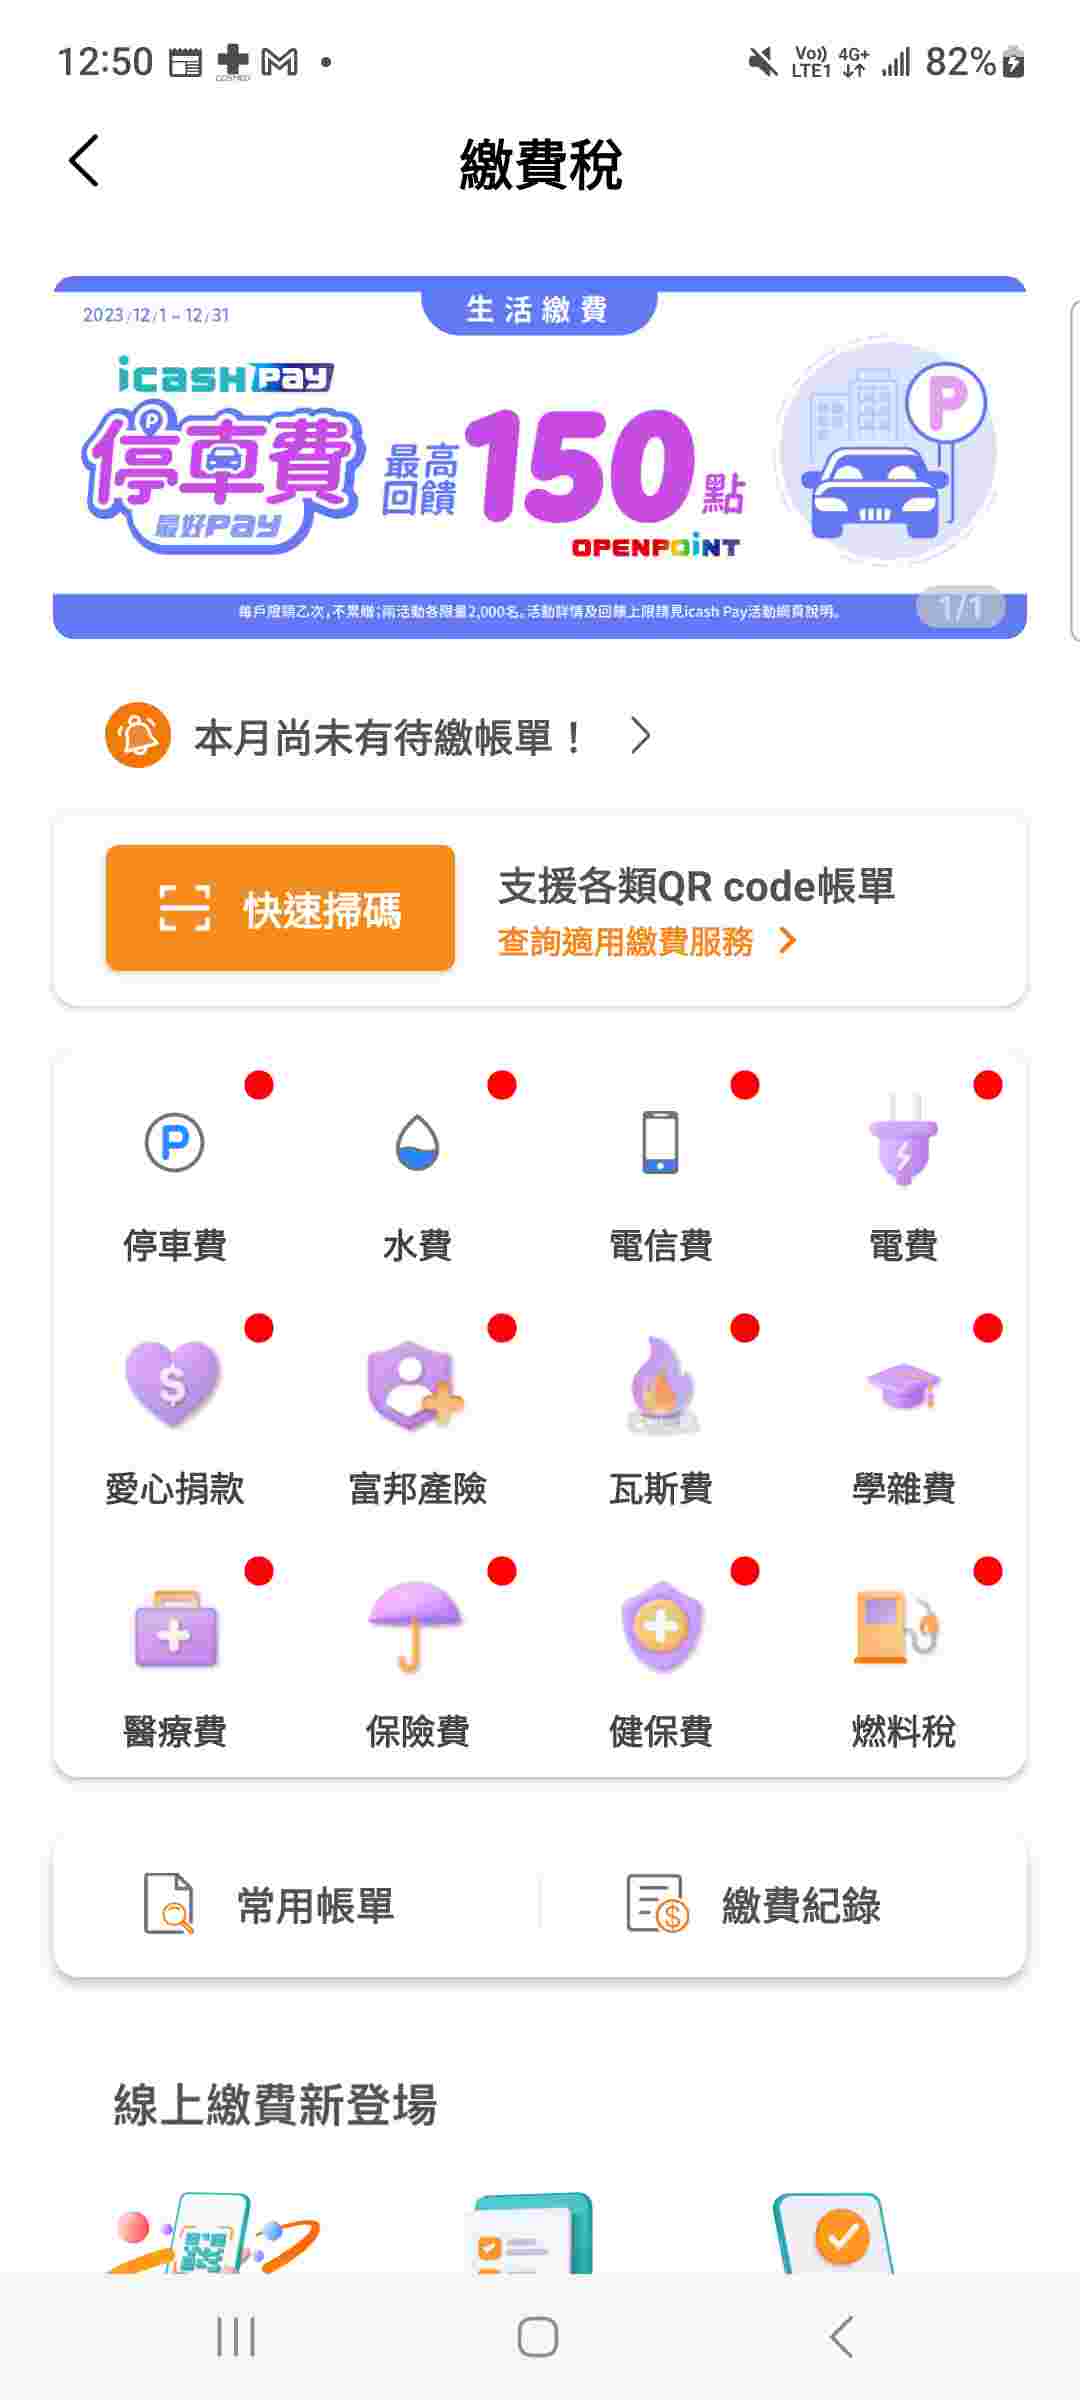 12:50
Vo)) LTE1 4G+ 82%
繳費稅
2023/12/1 - 12/31
生活繳費
icash Pay
停車費
最好Pay
最高回饋150點
OPENPOINT
每戶限領乙次,不累贈;兩活動各限量2,000名。活動詳情及回饋上限請見icash Pay活動網頁說明。
1/1
本月尚未有待繳帳單！
快速掃碼
支援各類QR code帳單
查詢適用繳費服務
停車費 水費 電信費 電費
愛心捐款 富邦產險 瓦斯費 學雜費
醫療費 保險費 健保費 燃料稅
常用帳單 繳費紀錄
線上繳費新登場